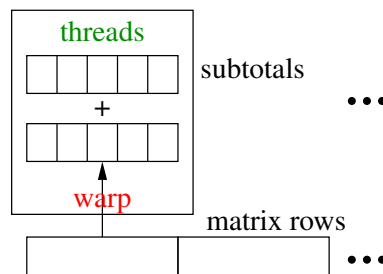 threads
subtotals
+
warp
matrix rows